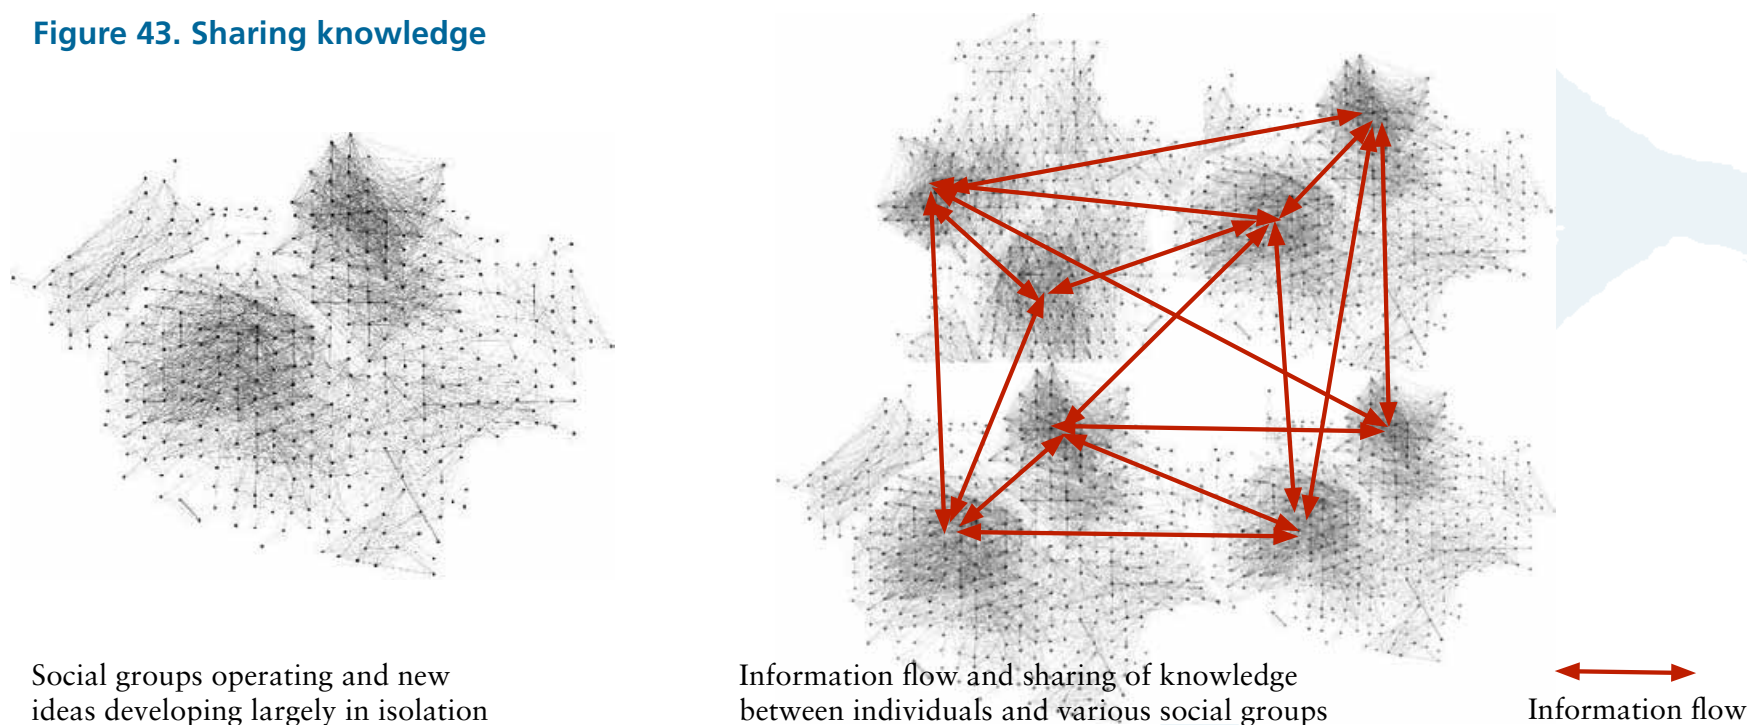 Figure 43. Sharing knowledge
Social groups operating and new
ideas developing largely in isolation
Information flow and sharing of knowledge
between individuals and various social groups
Information flow